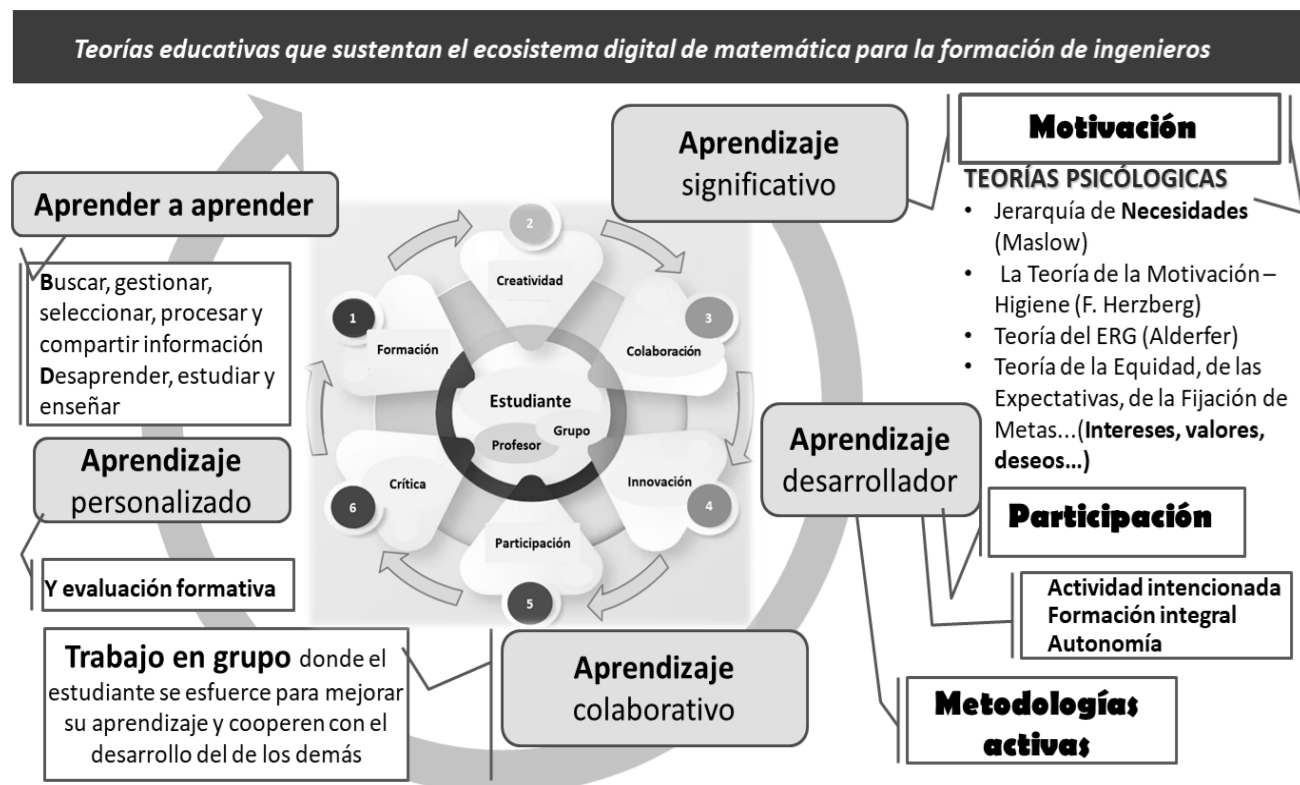 Teorías educativas que sustentan el ecosistema digital de matemática para la formación de ingenieros
Aprender a aprender
Buscar, gestionar,
seleccionar, procesar y
compartir información
Desaprender, estudiar y
enseñar
Aprendizaje
personalizado
Y evaluación formativa
Trabajo en grupo donde el
estudiante se esfuerce para mejorar
su aprendizaje y cooperen con el
desarrollo del de los demás
1
Formación
2
Creatividad
3
Colaboración
4
Innovación
5
Participación
6
Crítica
Estudiante
Grupo
Profesor
Aprendizaje
significativo
Motivación
TEORÍAS PSICÓLOGICAS
• Jerarquía de Necesidades
(Maslow)
• La Teoría de la Motivación –
Higiene (F. Herzberg)
• Teoría del ERG (Alderfer)
• Teoría de la Equidad, de las
Expectativas, de la Fijación de
Metas...(Intereses, valores,
deseos...)
Aprendizaje
desarrollador
Participación
Actividad intencionada
Formación integral
Autonomía
Metodologías
activas
Aprendizaje
colaborativo